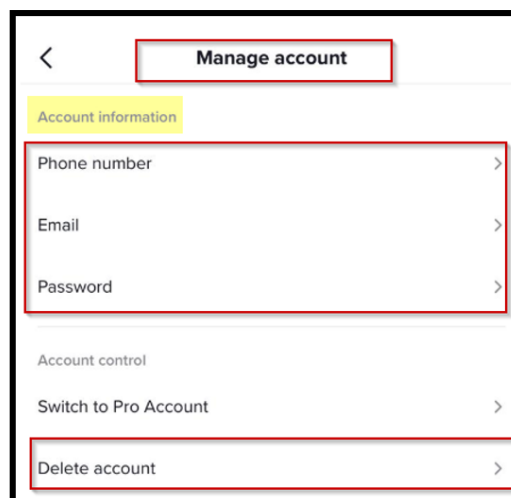 Manage account
Account information
Phone number
Email
Password
Account control
Switch to Pro Account
Delete account